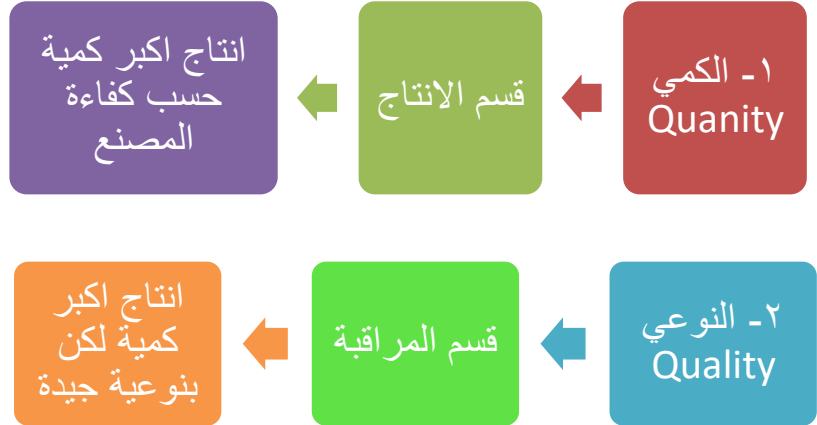 ١- الكمي
Quanity
قسم الانتاج
انتاج اكبر كمية
حسب كفاءة
المصنع
٢- النوعي
Quality
قسم المراقبة
انتاج اكبر
كمية لكن
بنوعية جيدة